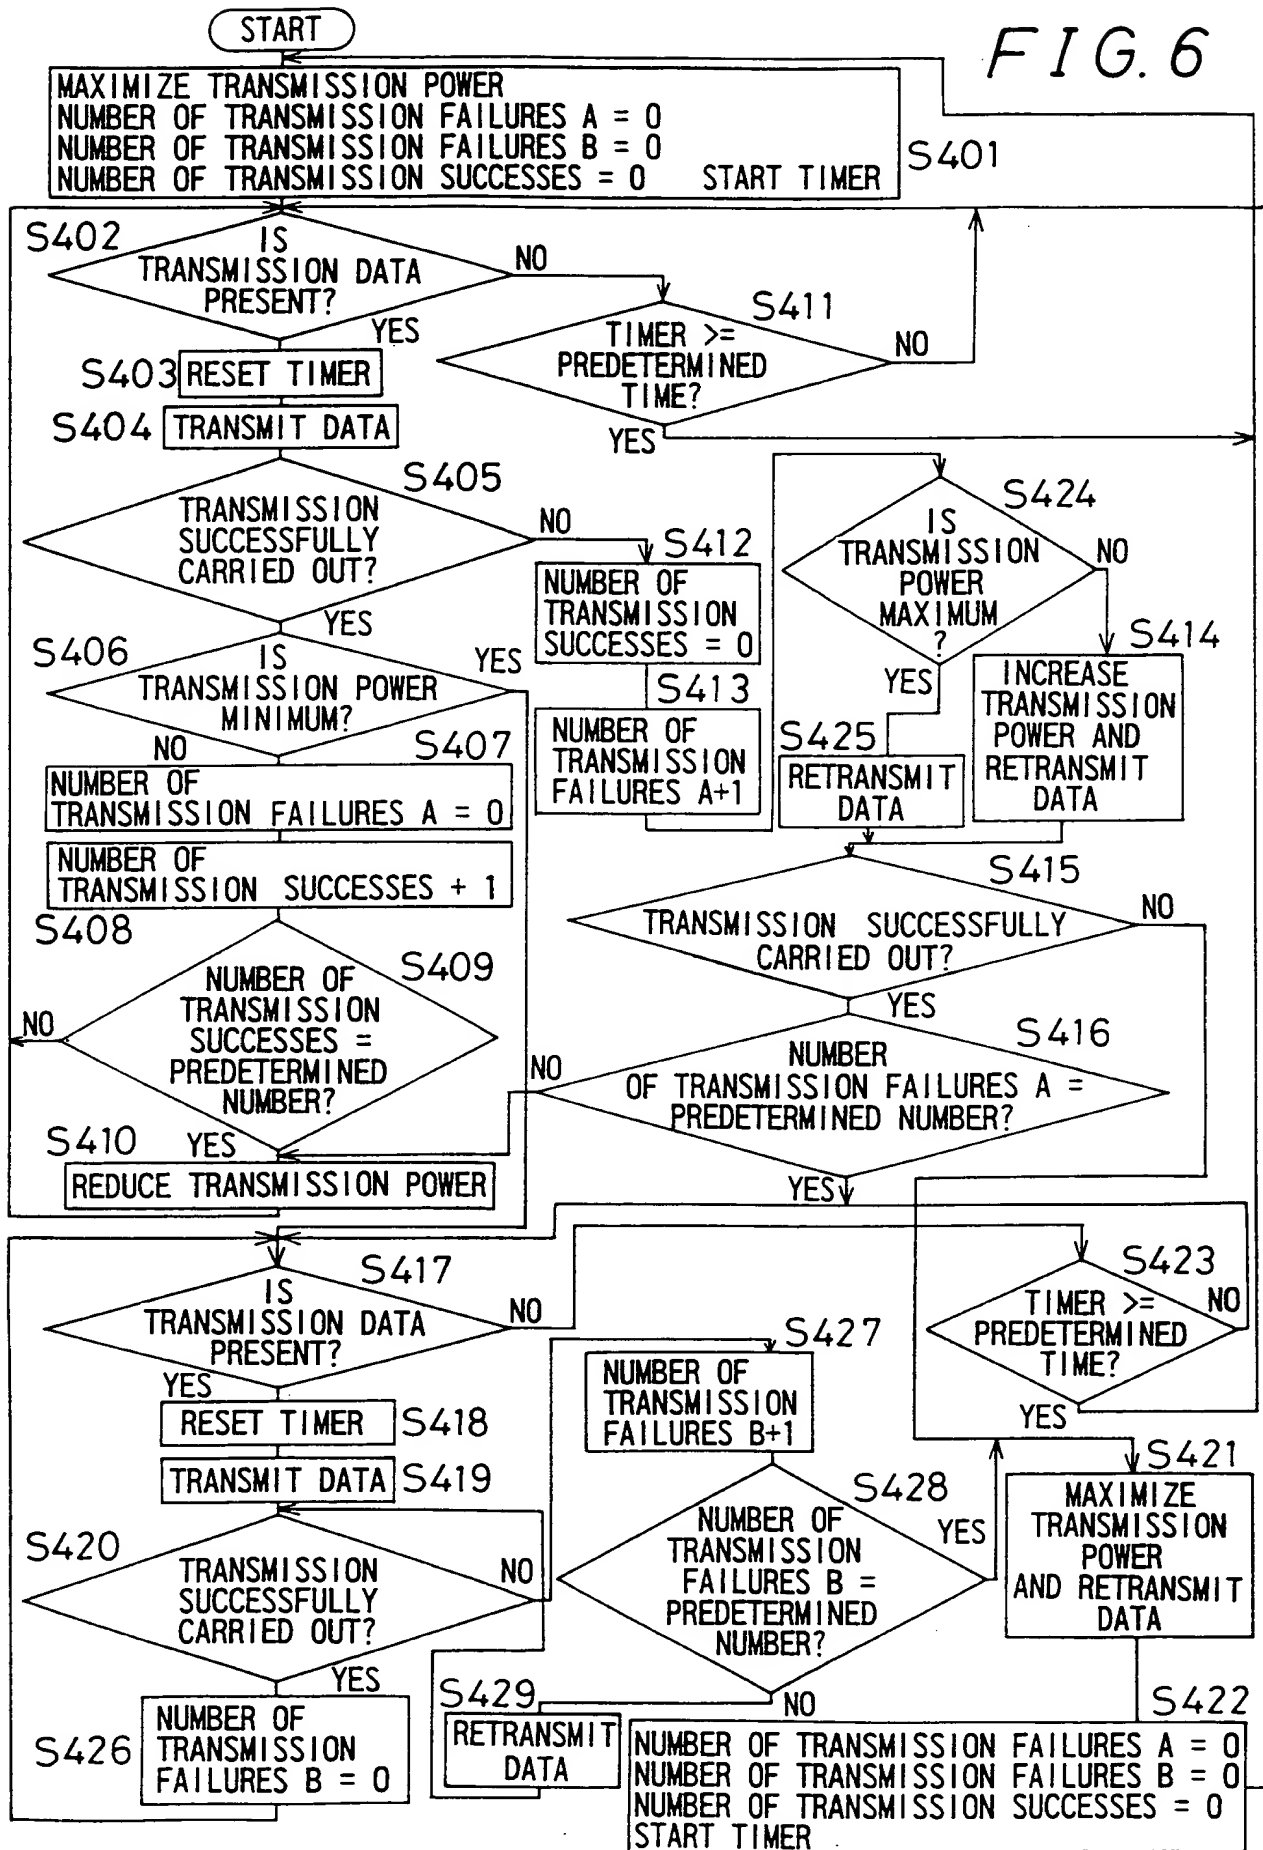 START
FIG. 6
MAXIMIZE TRANSMISSION POWER
NUMBER OF TRANSMISSION FAILURES A = 0
NUMBER OF TRANSMISSION FAILURES B = 0
NUMBER OF TRANSMISSION SUCCESSES = 0 START TIMER
S401
S402
IS
TRANSMISSION DATA
PRESENT?
NO
YES
S411
TIMER >=
PREDETERMINED
TIME?
NO
YES
S403
RESET TIMER
S404
TRANSMIT DATA
S405
TRANSMISSION
SUCCESSFULLY
CARRIED OUT?
NO
YES
S412
NUMBER OF
TRANSMISSION
SUCCESSES = 0
S413
NUMBER OF
TRANSMISSION
FAILURES A+1
S424
IS
TRANSMISSION
POWER
MAXIMUM
?
NO
YES
S414
INCREASE
TRANSMISSION
POWER AND
RETRANSMIT
DATA
S425
RETRANSMIT
DATA
S406
IS
TRANSMISSION POWER
MINIMUM?
YES
NO
S407
NUMBER OF
TRANSMISSION FAILURES A = 0
NUMBER OF
TRANSMISSION SUCCESSES + 1
S408
S409
NUMBER OF
TRANSMISSION
SUCCESSES =
PREDETERMINED
NUMBER?
NO
YES
S410
REDUCE TRANSMISSION POWER
S415
TRANSMISSION SUCCESSFULLY
CARRIED OUT?
NO
YES
S416
NUMBER
OF TRANSMISSION FAILURES A =
PREDETERMINED NUMBER?
NO
YES
S417
IS
TRANSMISSION DATA
PRESENT?
NO
YES
S423
TIMER >=
PREDETERMINED
TIME?
NO
YES
RESET TIMER
S418
TRANSMIT DATA
S419
S420
TRANSMISSION
SUCCESSFULLY
CARRIED OUT?
NO
YES
S427
NUMBER OF
TRANSMISSION
FAILURES B+1
S428
NUMBER OF
TRANSMISSION
FAILURES B =
PREDETERMINED
NUMBER?
YES
NO
S421
MAXIMIZE
TRANSMISSION
POWER
AND RETRANSMIT
DATA
S426
NUMBER OF
TRANSMISSION
FAILURES B = 0
S429
RETRANSMIT
DATA
S422
NUMBER OF TRANSMISSION FAILURES A = 0
NUMBER OF TRANSMISSION FAILURES B = 0
NUMBER OF TRANSMISSION SUCCESSES = 0
START TIMER